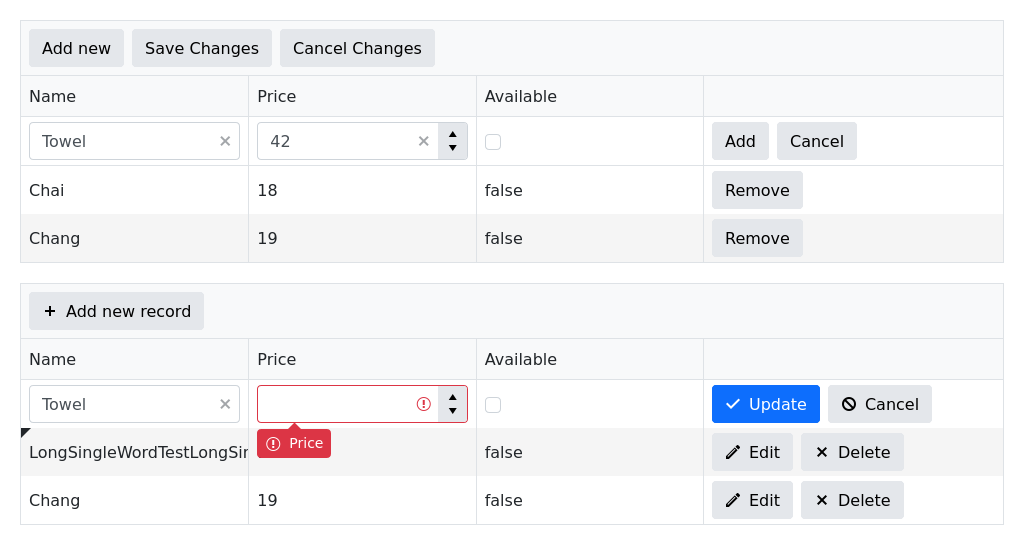 Add new Save Changes Cancel Changes
Name Price Available
Towel 42 Add Cancel
Chai 18 false Remove
Chang 19 false Remove
Add new record
Name Price Available
Towel Update Cancel
Price
LongSingleWordTestLongSin false Edit Delete
Chang 19 false Edit Delete